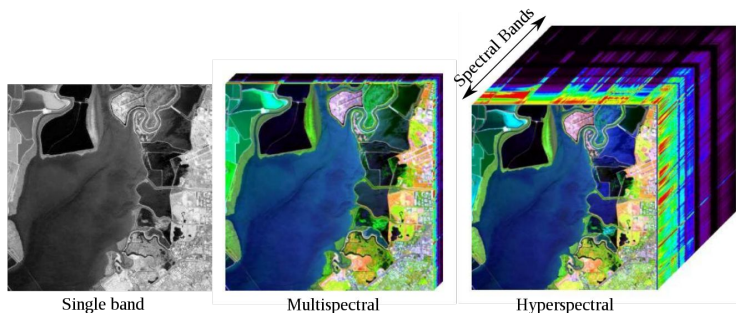 Spectral Bands
Single band
Multispectral
Hyperspectral